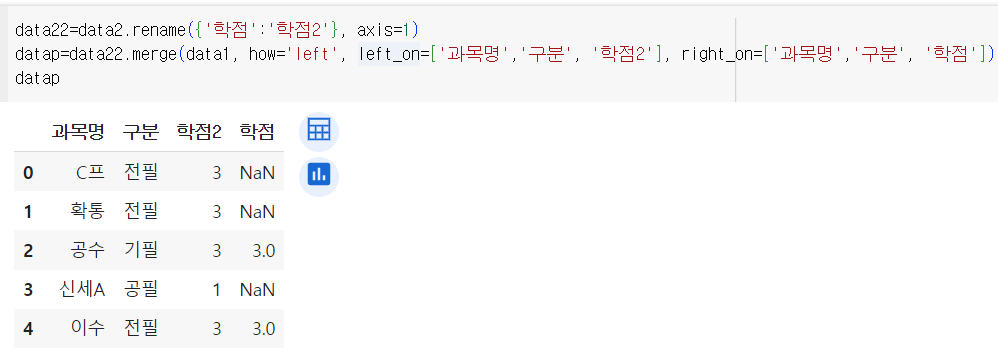 data22=data2.rename({'학점':'학점2'}, axis=1)
datap=data22.merge(data1, how='left', left_on=['과목명','구분', '학점2'], right_on=['과목명','구분', '학점'])
datap
과목명 구분 학점2 학점
0 C프 전필 3 NaN
1 확통 전필 3 NaN
2 공수 기필 3 3.0
3 신세A 공필 1 NaN
4 이수 전필 3 3.0